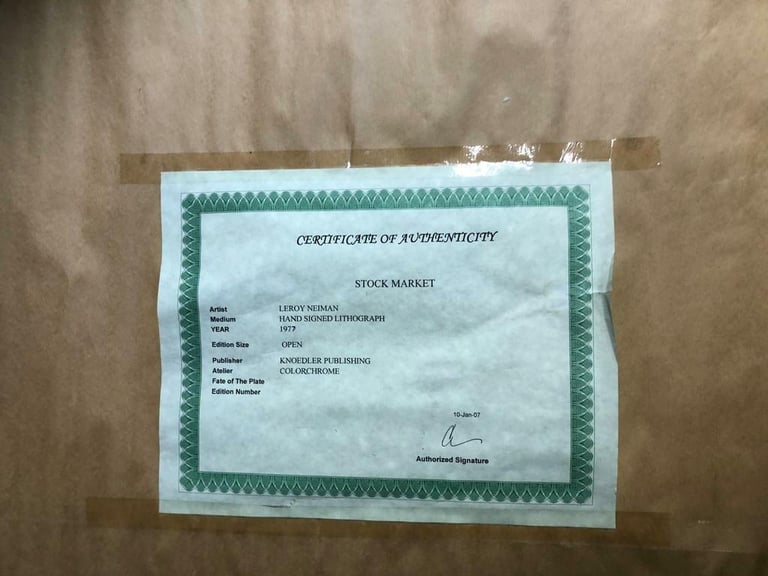 CERTIFICATE OF AUTHENTICITY
STOCK MARKET
Artist LEROY NEIMAN
Medium HAND SIGNED LITHOGRAPH
YEAR 1977
Edition Size OPEN
Publisher KNOEDLER PUBLISHING
Atelier COLORCHROME
Fate of The Plate
Edition Number
10-Jan-07
Authorized Signature